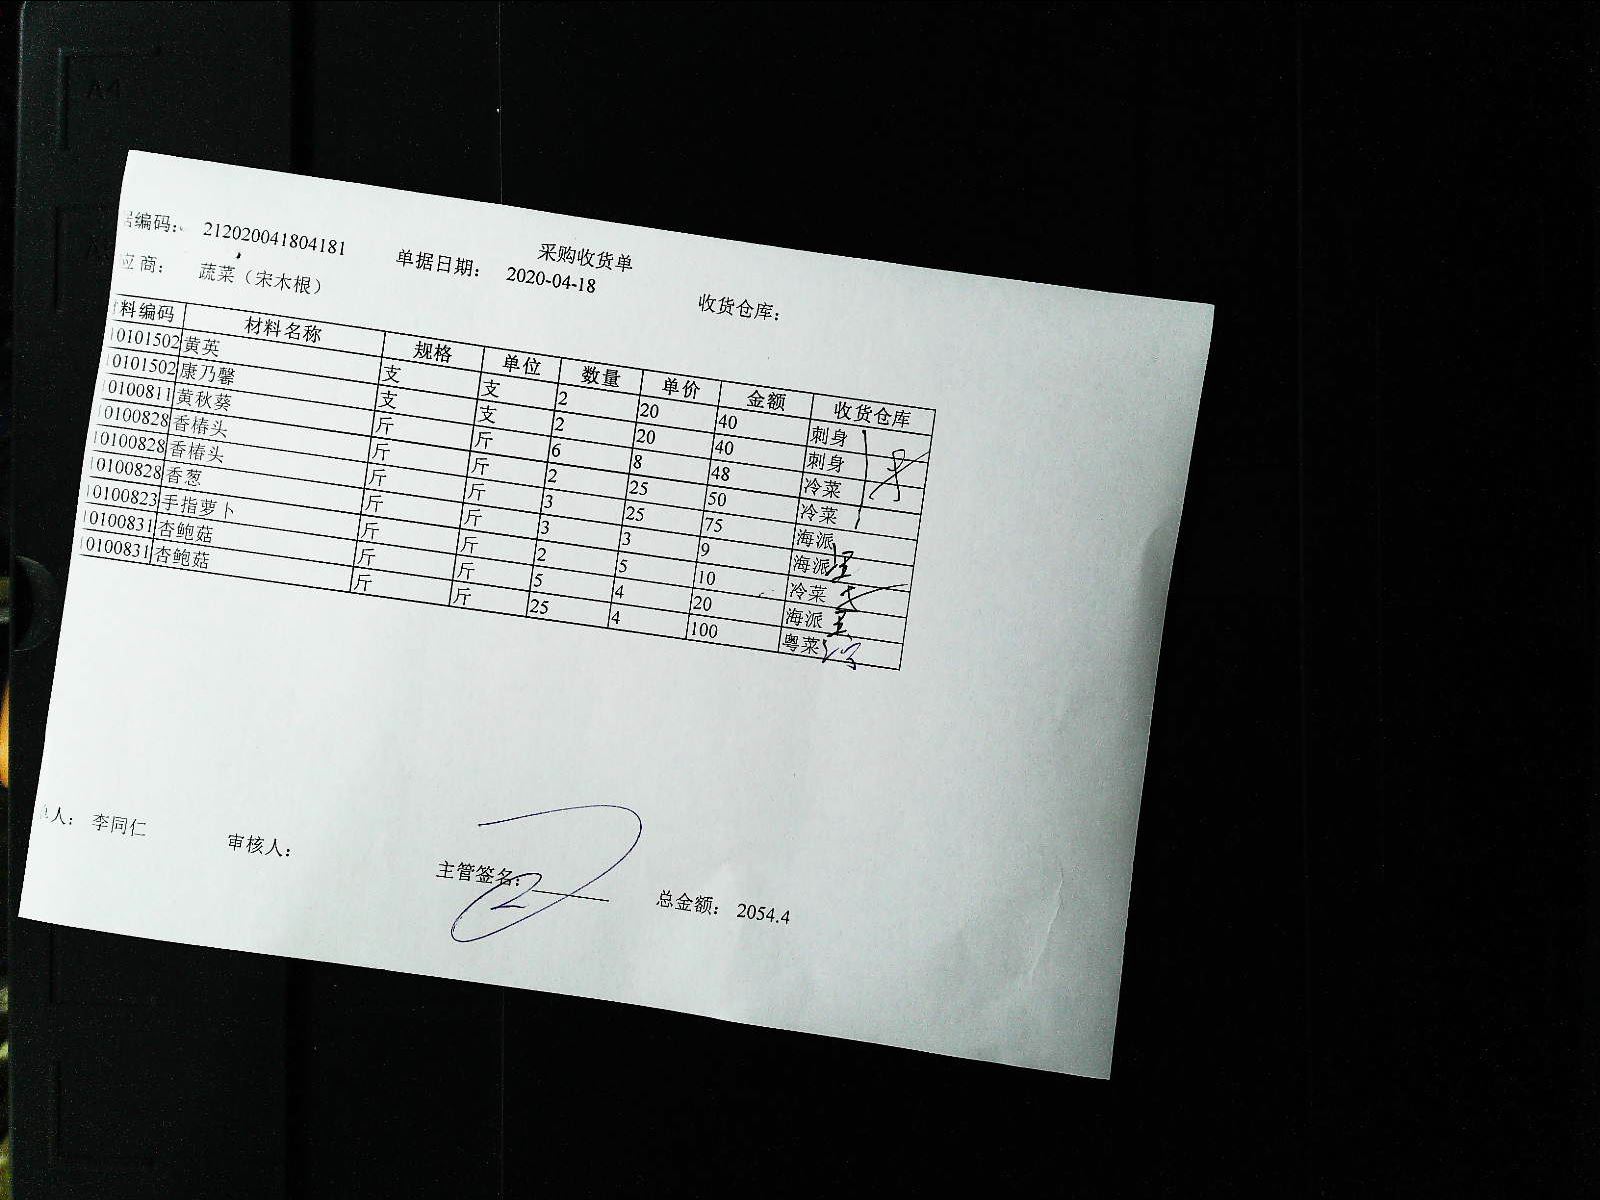 采购收货单
编码: 212020041804181 单据日期: 2020-04-18 收货仓库:
应商: 蔬菜（宋木根）
料编码 材料名称 规格 单位 数量 单价 金额 收货仓库
10101502 黄英 支 支 2 20 40 刺身
10101502 康乃馨 支 支 2 20 40 刺身
10100811 黄秋葵 斤 斤 6 8 48 冷菜
10100828 香椿头 斤 斤 2 25 50 冷菜
10100828 香椿头 斤 斤 3 25 75 海派
10100828 香葱 斤 斤 3 3 9 海派
10100823 手指萝卜 斤 斤 2 5 10 冷菜
10100831 杏鲍菇 斤 斤 5 4 20 海派
10100831 杏鲍菇 斤 斤 25 4 100 粤菜
人: 李同仁 审核人: 主管签名: 总金额: 2054.4